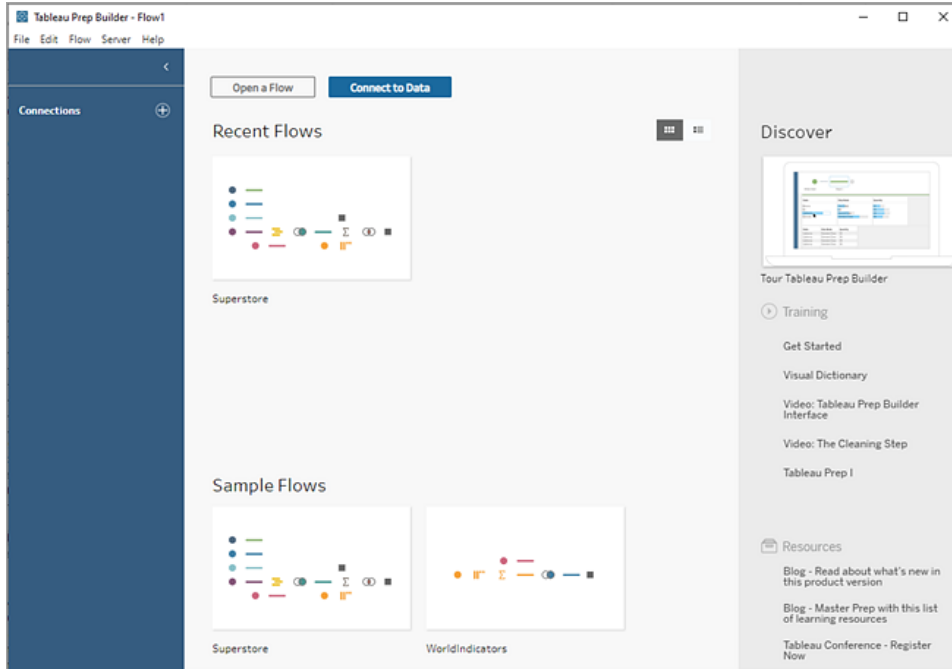 Tableau Prep Builder - Flow1
File Edit Flow Server Help
Connections
Open a Flow
Connect to Data
Recent Flows
Superstore
Sample Flows
Superstore
WorldIndicators
Discover
Tour Tableau Prep Builder
Training
Get Started
Visual Dictionary
Video: Tableau Prep Builder
Interface
Video: The Cleaning Step
Tableau Prep I
Resources
Blog - Read about what's new in
this product version
Blog - Master Prep with this list
of learning resources
Tableau Conference - Register
Now